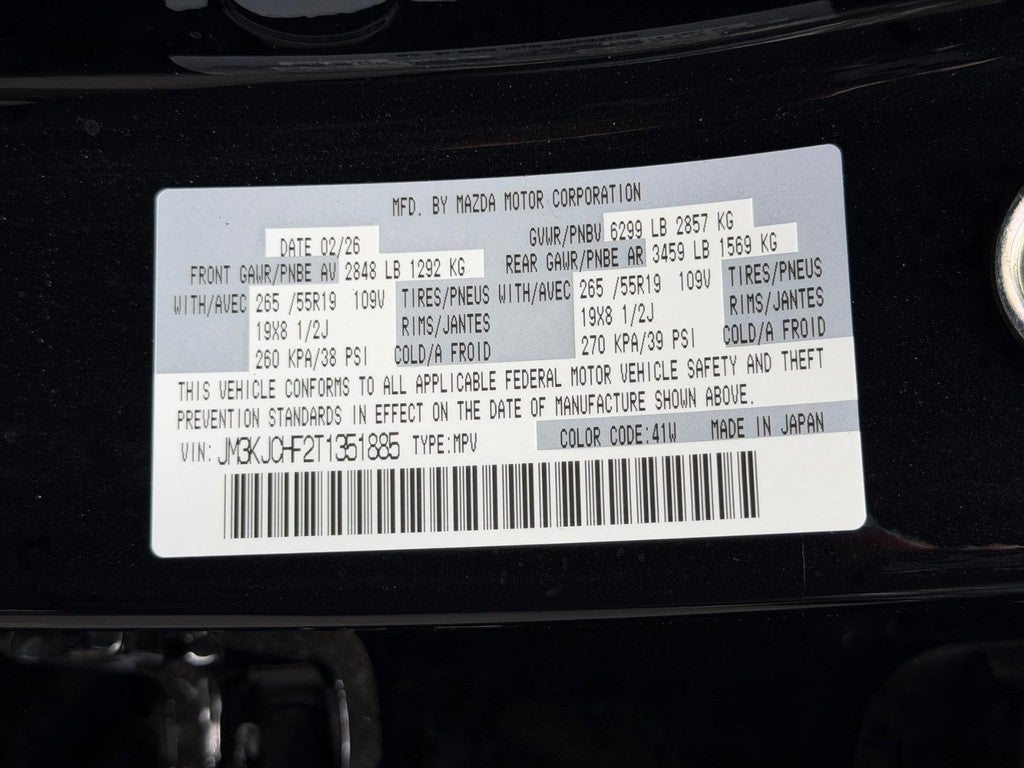 MFD. BY MAZDA MOTOR CORPORATION
DATE 02/26 GVWR/PNBV 6299 LB 2857 KG
FRONT GAWR/PNBE AV 2848 LB 1292 KG REAR GAWR/PNBE AR 3459 LB 1569 KG
WITH/AVEC 265 /55R19 109V TIRES/PNEUS WITH/AVEC 265 /55R19 109V TIRES/PNEUS
19X8 1/2J RIMS/JANTES 19X8 1/2J RIMS/JANTES
260 KPA/38 PSI COLD/A FROID 270 KPA/39 PSI COLD/A FROID
THIS VEHICLE CONFORMS TO ALL APPLICABLE FEDERAL MOTOR VEHICLE SAFETY AND THEFT
PREVENTION STANDARDS IN EFFECT ON THE DATE OF MANUFACTURE SHOWN ABOVE.
VIN: JM3KJCHF2T1351885 TYPE:MPV COLOR CODE:41W MADE IN JAPAN